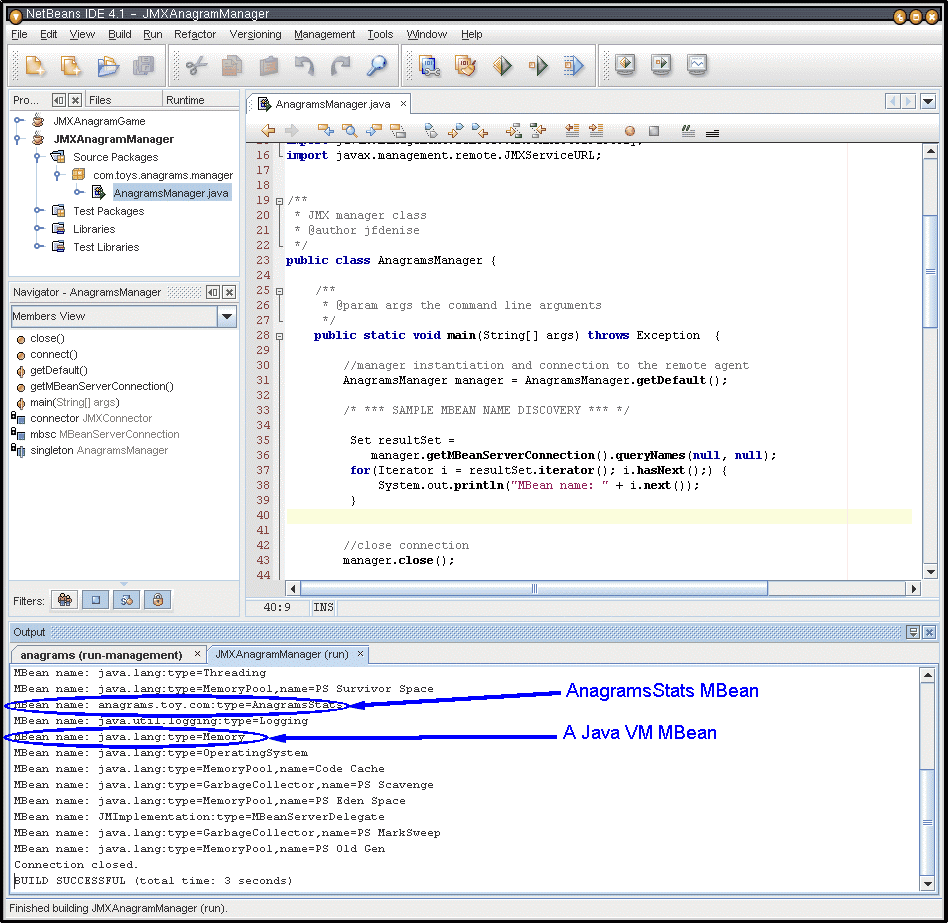 NetBeans IDE 4.1 - JMXAnagramManager
File Edit View Build Run Refactor Versioning Management Tools Window Help
Pro... Files Runtime
JMXAnagramGame
JMXAnagramManager
Source Packages
com.toys.anagrams.manager
AnagramsManager.java
Test Packages
Libraries
Test Libraries
Navigator - AnagramsManager
Members View
close()
connect()
getDefault()
getMBeanServerConnection()
main(String[] args)
connector JMXConnector
mbsc MBeanServerConnection
singleton AnagramsManager
Filters:
AnagramsManager.java
16 import javax.management.remote.JMXServiceURL;
17
18
19 /**
20 * JMX manager class
21 * @author jfdenise
22 */
23 public class AnagramsManager {
24
25 /**
26 * @param args the command line arguments
27 */
28 public static void main(String[] args) throws Exception {
29
30 //manager instantiation and connection to the remote agent
31 AnagramsManager manager = AnagramsManager.getDefault();
32
33 /* *** SAMPLE MBEAN NAME DISCOVERY *** */
34
35 Set resultSet =
36 manager.getMBeanServerConnection().queryNames(null, null);
37 for(Iterator i = resultSet.iterator(); i.hasNext();) {
38 System.out.println("MBean name: " + i.next());
39 }
40
41
42 //close connection
43 manager.close();
44
40:9 INS
Output
anagrams (run-management) JMXAnagramManager (run)
MBean name: java.lang:type=Threading
MBean name: java.lang:type=MemoryPool,name=PS Survivor Space
MBean name: anagrams.toy.com:type=AnagramsStats
AnagramsStats MBean
MBean name: java.util.logging:type=Logging
MBean name: java.lang:type=Memory
A Java VM MBean
MBean name: java.lang:type=OperatingSystem
MBean name: java.lang:type=MemoryPool,name=Code Cache
MBean name: java.lang:type=GarbageCollector,name=PS Scavenge
MBean name: java.lang:type=MemoryPool,name=PS Eden Space
MBean name: JMImplementation:type=MBeanServerDelegate
MBean name: java.lang:type=GarbageCollector,name=PS MarkSweep
MBean name: java.lang:type=MemoryPool,name=PS Old Gen
Connection closed.
BUILD SUCCESSFUL (total time: 3 seconds)
Finished building JMXAnagramManager (run).